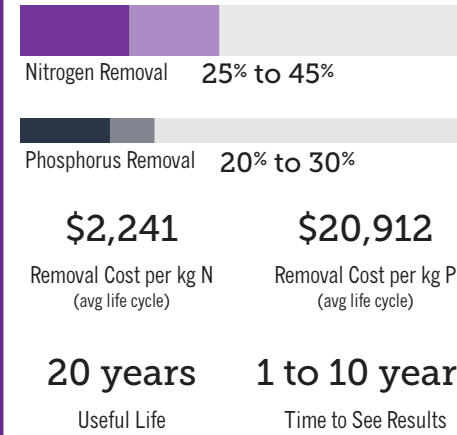 Nitrogen Removal 25% to 45%
Phosphorus Removal 20% to 30%
$2,241 $20,912
Removal Cost per kg N Removal Cost per kg P
(avg life cycle) (avg life cycle)
20 years 1 to 10 year
Useful Life Time to See Results